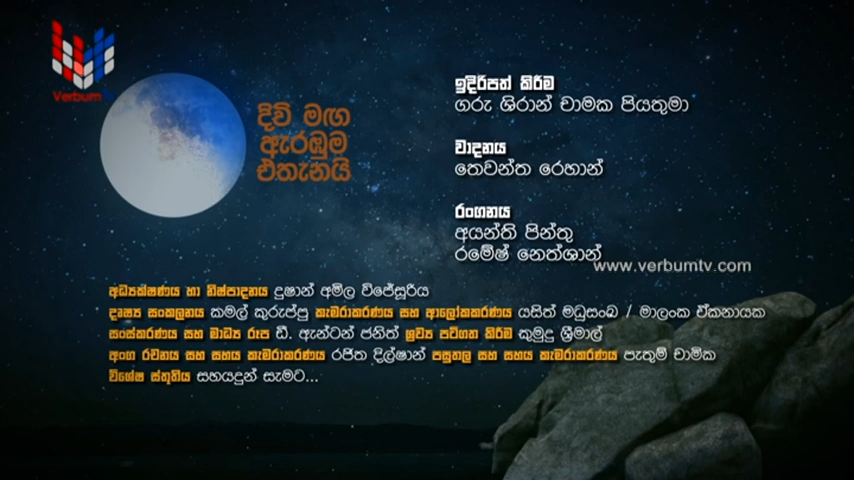 Verbum TV
දිවි මඟ
ඇරඹුම
එතැනයි
ඉදිරිපත් කිරීම
ගරු ශිරාන් චාමක පියතුමා
වාදනය
තෙවන්ත රෙහාන්
රංගනය
අයන්ති පින්තු
රමේෂ් නෙත්ශාන්
www.verbumtv.com
අධ්‍යක්ෂණය හා නිෂ්පාදනය දුෂාන් අමිල විජේසූරිය
දෘෂ්‍ය සංකලනය කමල් කුරුප්පු කැමරාකරණය සහ ආලෝකකරණය යසිත් මධුසංඛ / මාලංක ඒකනායක
සංස්කරණය සහ මාධ්‍ය රූප ඩී. ඇන්ටන් ජනිත් ශ්‍රව්‍ය පටිගත කිරීම කුමුදු ශ්‍රීමාල්
අංග රචනය සහ සහය කැමරාකරණය රජිත දිල්ෂාන් පසුතල සහ සහය කැමරාකරණය පැතුම් චාමික
විශේෂ ස්තූතිය සහයදුන් සැමට...